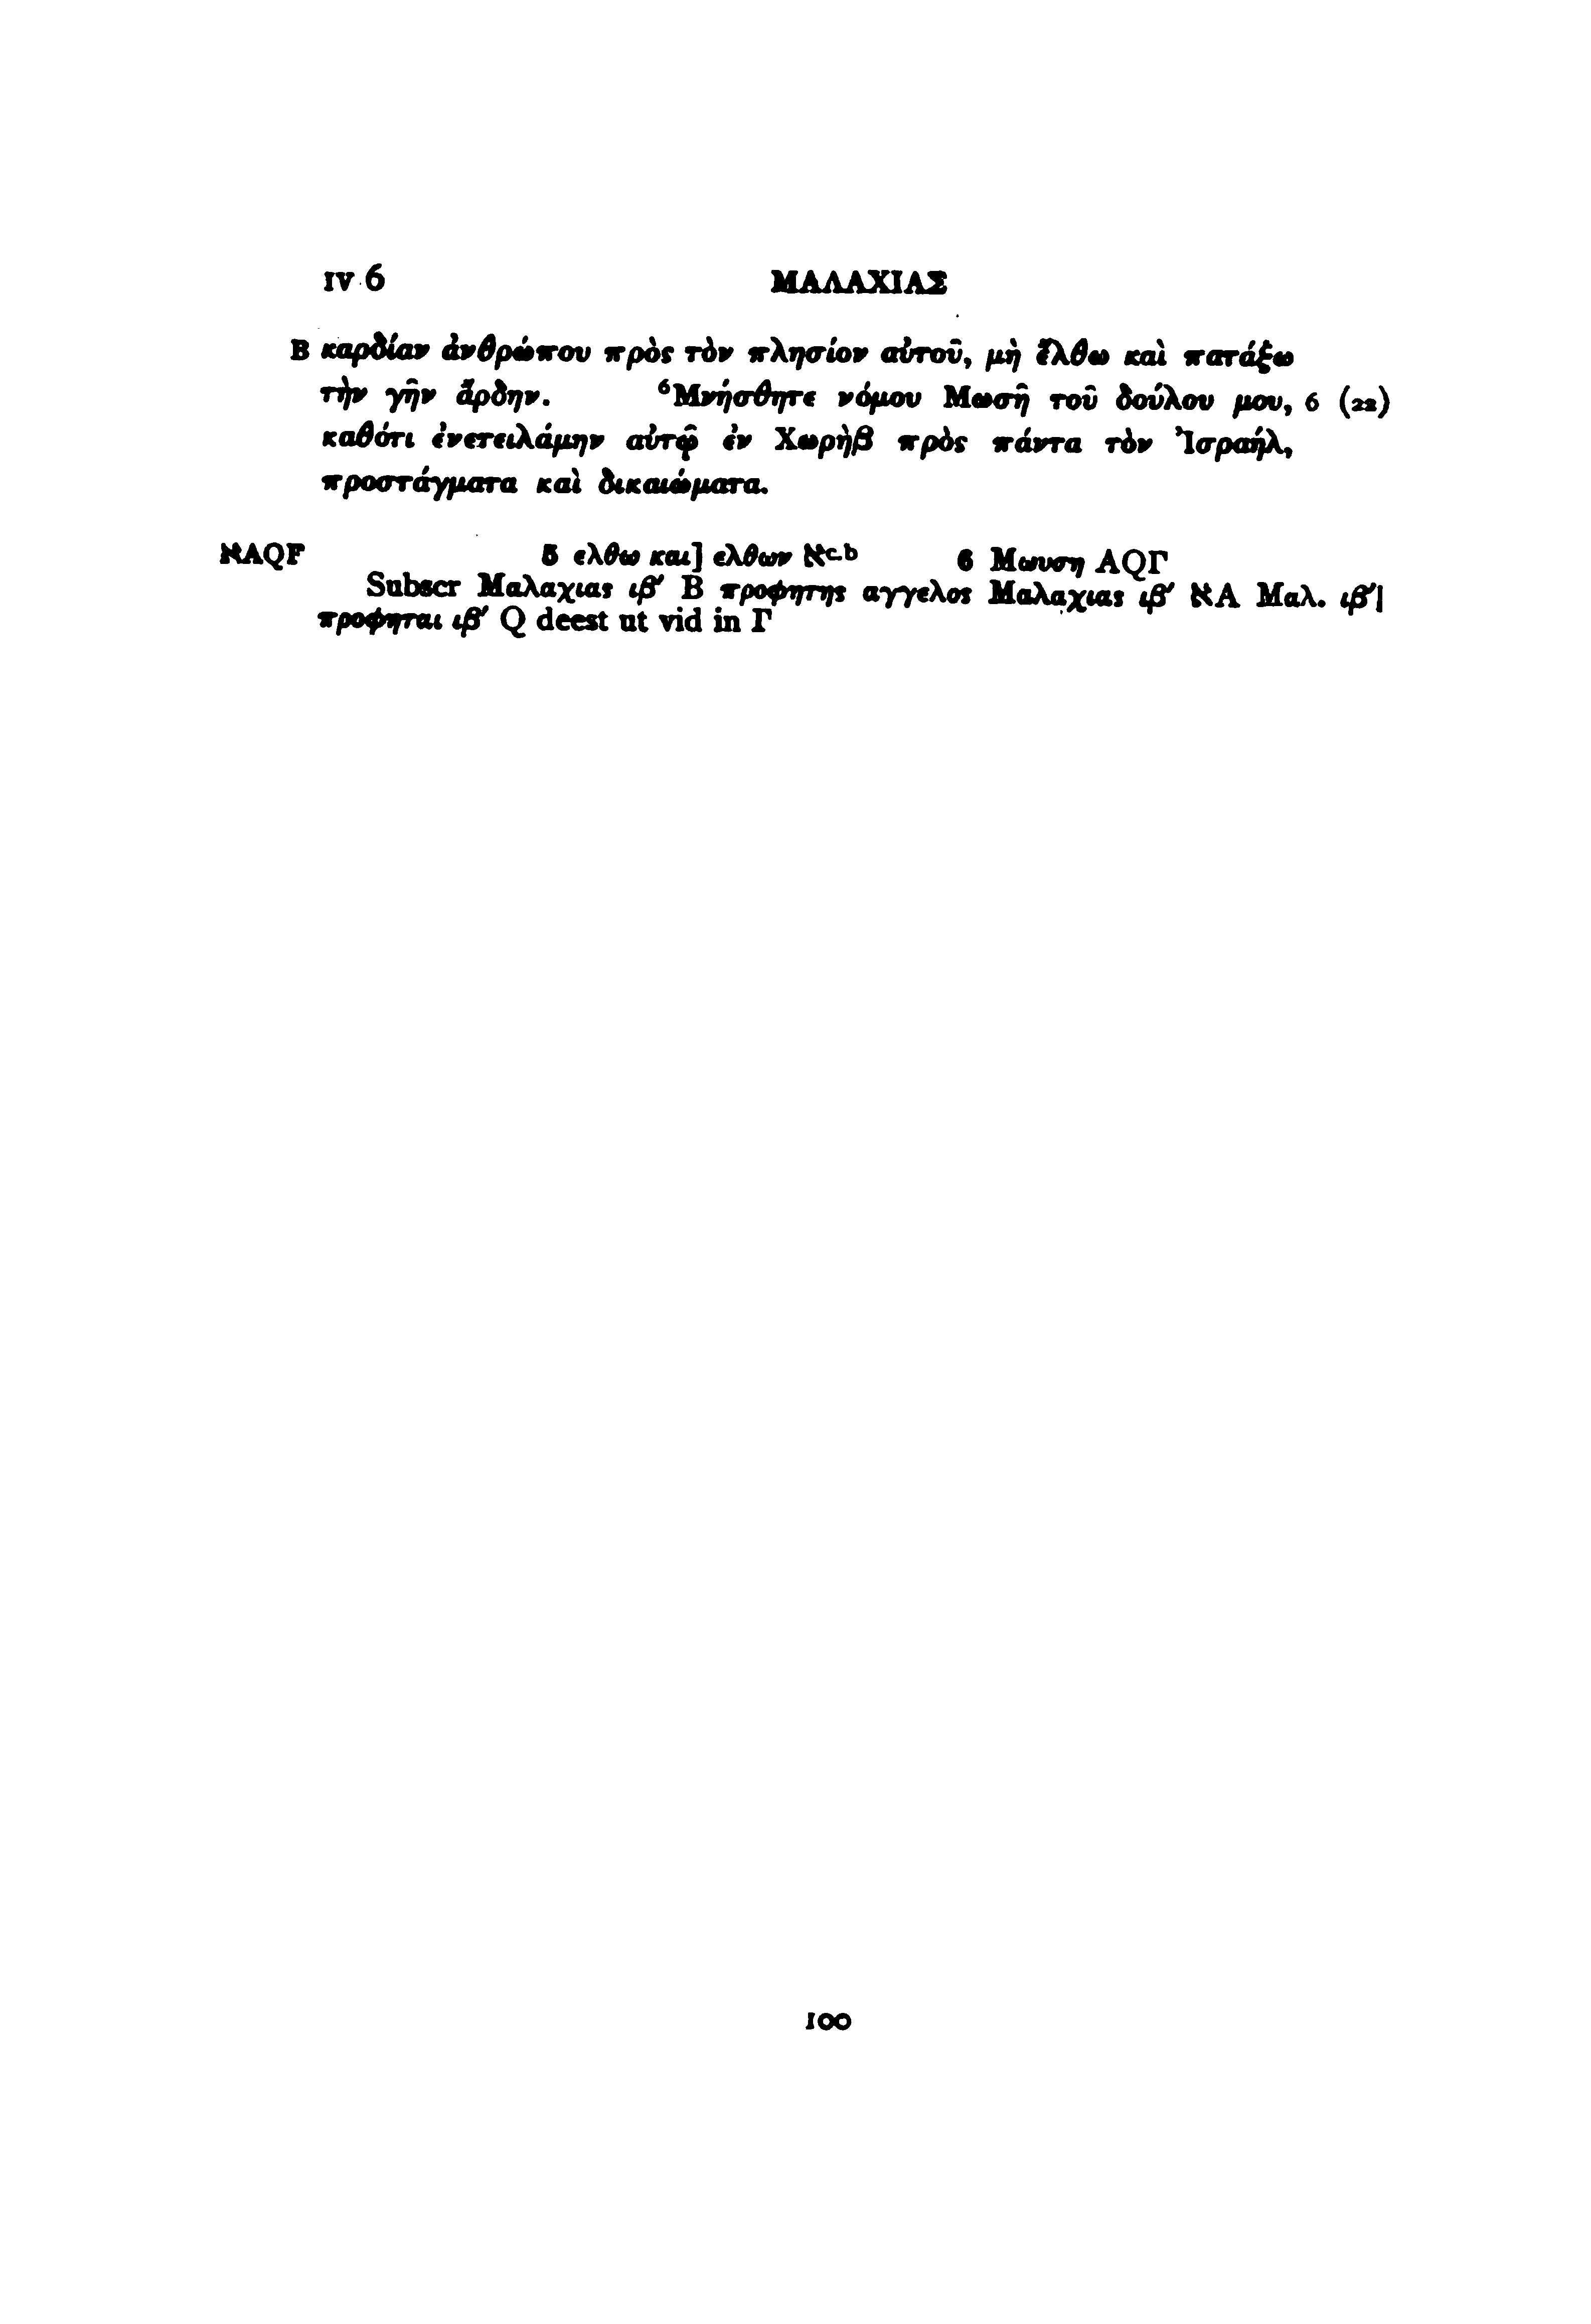 IV 6 ΜΑΛΑΧΙΑΣ
B καρδίαν ἀνθρώπου πρὸς τὸν πλησίον αὐτοῦ, μὴ ἔλθω καὶ πατάξω
τὴν γῆν ἄρδην. ⁶Μνήσθητε νόμου Μωσῆ τοῦ δούλου μου, 6 (22)
καθότι ἐνετειλάμην αὐτῷ ἐν Χωρὴβ πρὸς πάντα τὸν Ἰσραήλ,
προστάγματα καὶ δικαιώματα.
ℵAQΓ 5 ελθω και] ελθων ℵc.b 6 Μωυση AQΓ
Subscr Μαλαχιας ιβ′ B προφητης αγγελος Μαλαχιας ιβ′ ℵA Μαλ. ιβ′|
προφηται ιβ′ Q deest ut vid in Γ
100